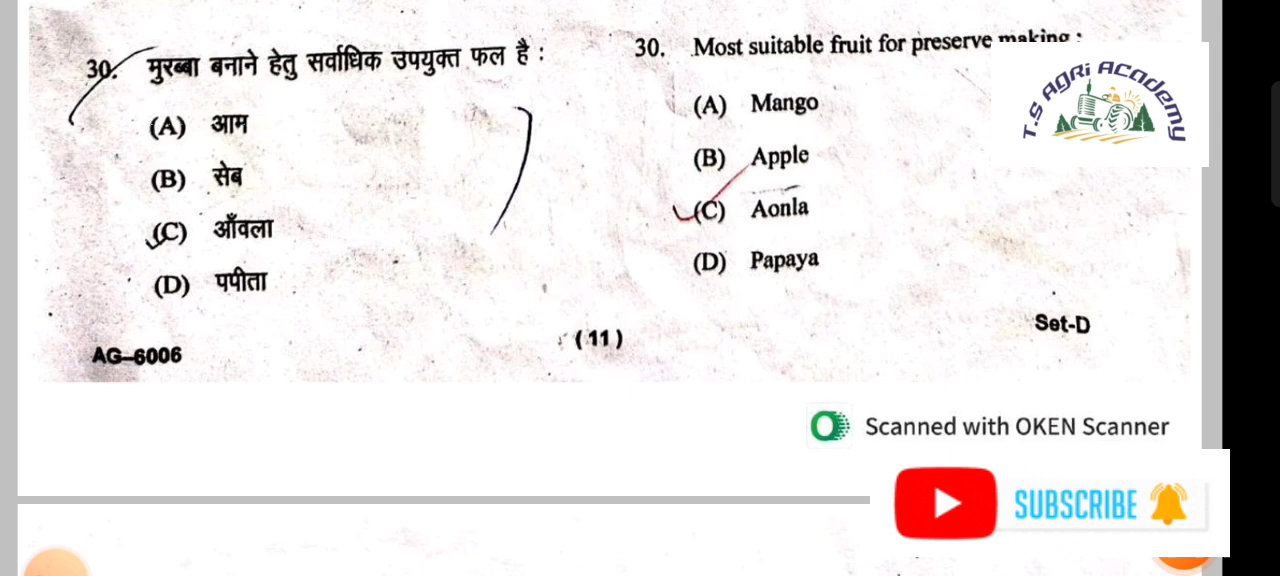 30. मुरब्बा बनाने हेतु सर्वाधिक उपयुक्त फल है :
(A) आम
(B) सेब
(C) आँवला
(D) पपीता
30. Most suitable fruit for preserve making :
(A) Mango
(B) Apple
(C) Aonla
(D) Papaya
T.S AGRi ACAdemy
AG–6006
(11)
Set-D
Scanned with OKEN Scanner
SUBSCRIBE